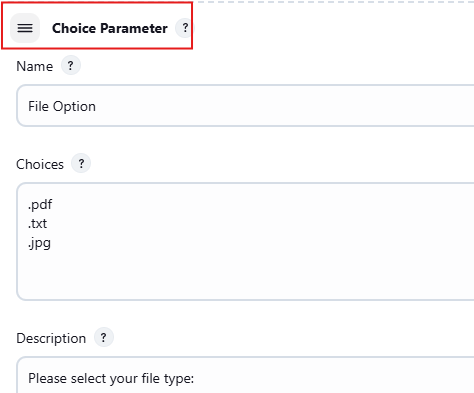 Choice Parameter ?
Name ?
File Option
Choices ?
.pdf
.txt
.jpg
Description ?
Please select your file type: